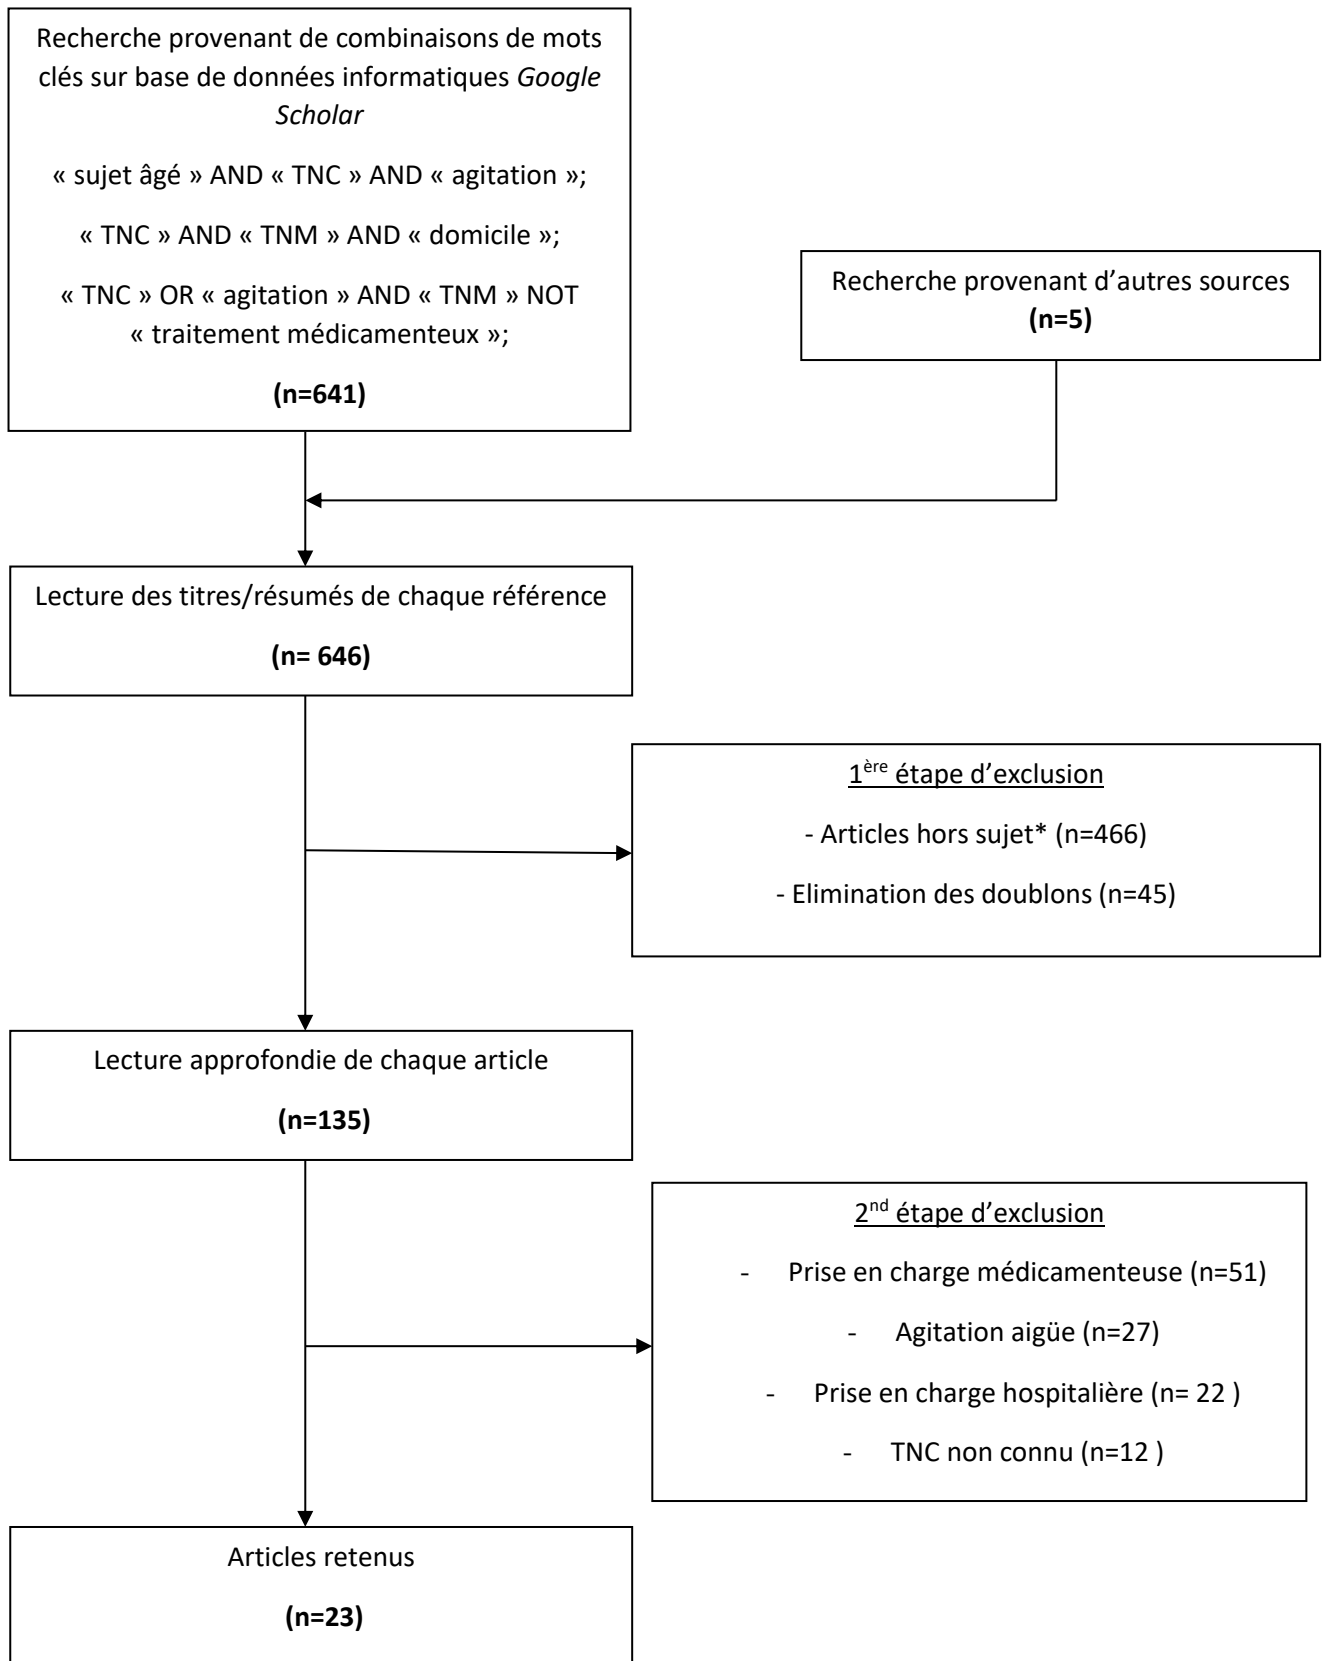 Recherche provenant de combinaisons de mots
clés sur base de données informatiques Google
Scholar
« sujet âgé » AND « TNC » AND « agitation »;
« TNC » AND « TNM » AND « domicile »;
« TNC » OR « agitation » AND « TNM » NOT
« traitement médicamenteux »;
(n=641)
Recherche provenant d’autres sources
(n=5)
Lecture des titres/résumés de chaque référence
(n= 646)
1ère étape d’exclusion
- Articles hors sujet* (n=466)
- Elimination des doublons (n=45)
Lecture approfondie de chaque article
(n=135)
2nd étape d’exclusion
- Prise en charge médicamenteuse (n=51)
- Agitation aigüe (n=27)
- Prise en charge hospitalière (n= 22 )
- TNC non connu (n=12 )
Articles retenus
(n=23)